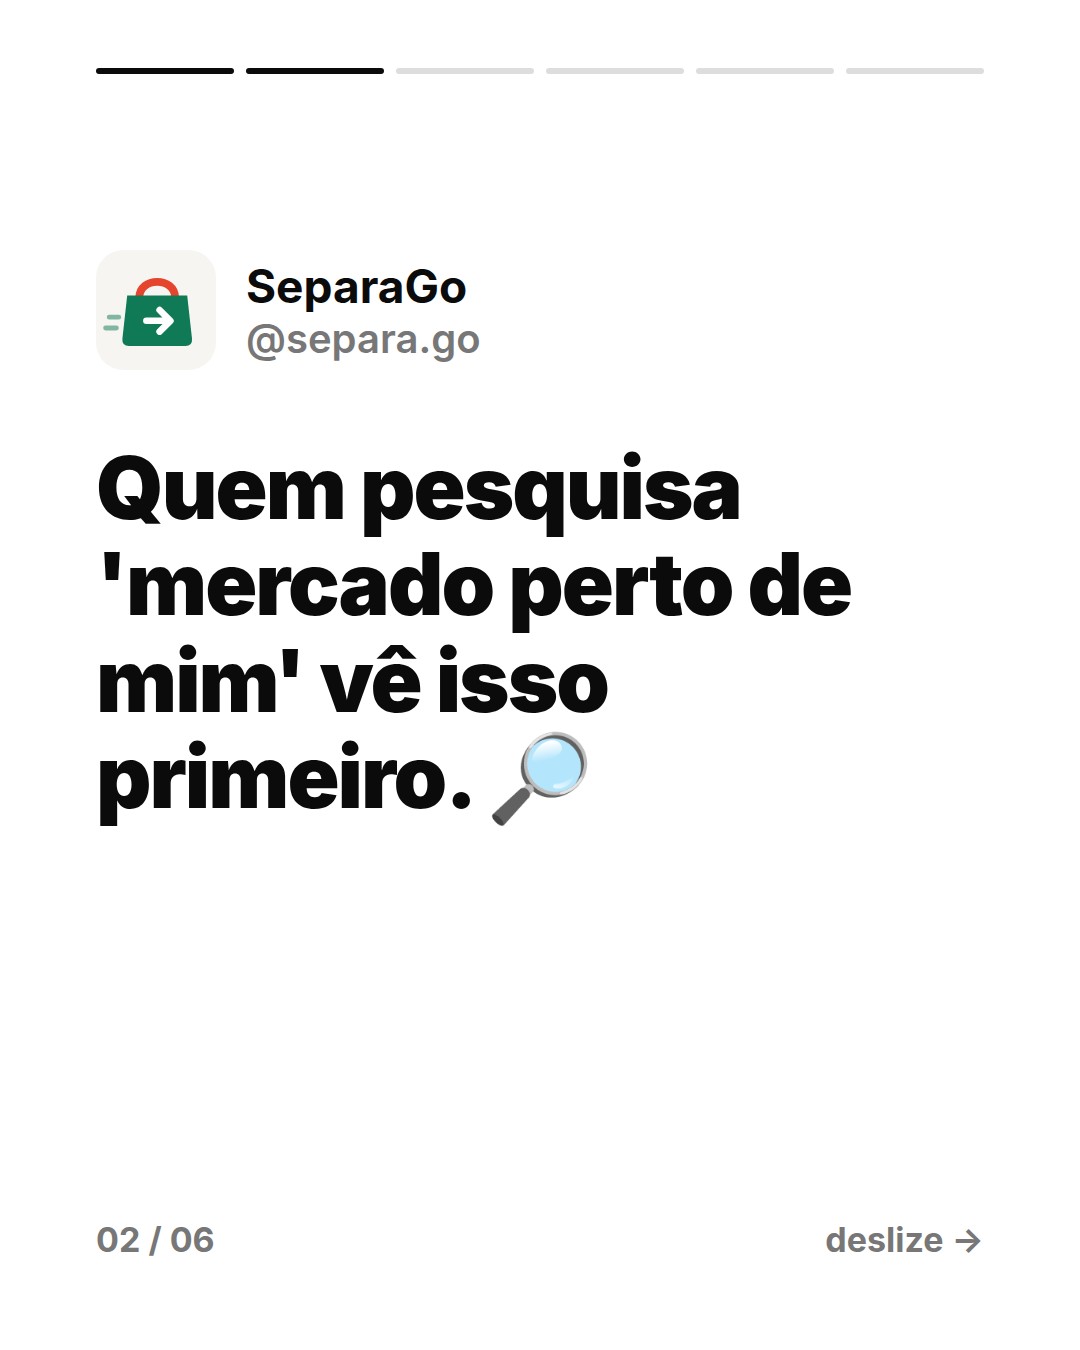 SeparaGo
@separa.go
Quem pesquisa
'mercado perto de
mim' vê isso
primeiro. 🔎
02 / 06
deslize →